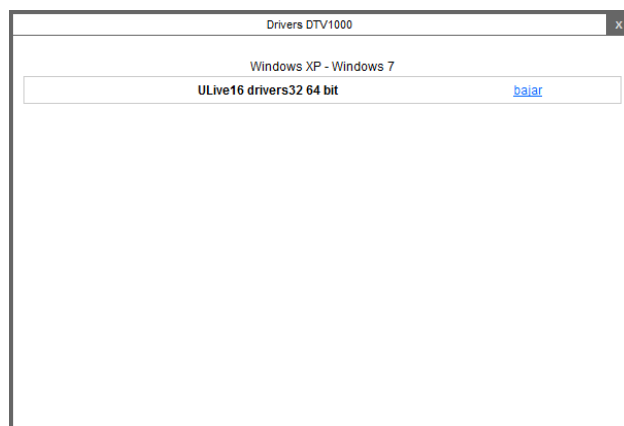 Drivers DTV1000 x
Windows XP - Windows 7
ULive16 drivers32 64 bit bajar